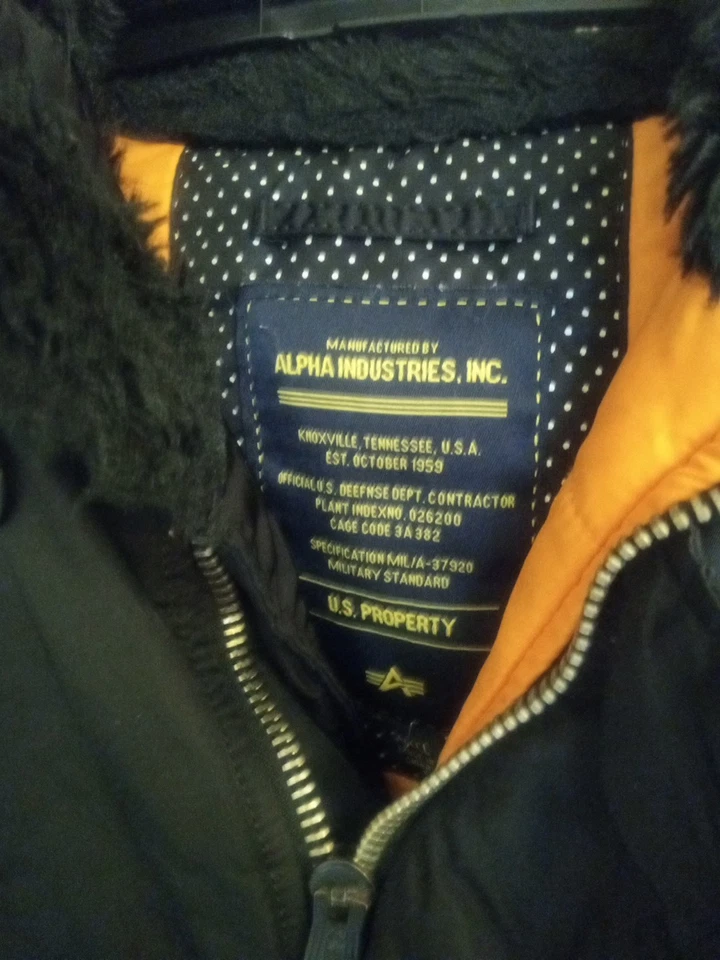 MANUFACTURED BY
ALPHA INDUSTRIES, INC.
KNOXVILLE, TENNESSEE, U.S.A.
EST. OCTOBER 1959
OFFICIAL U.S. DEEFNSE DEPT. CONTRACTOR
PLANT INDEXNO, 026200
CAGE CODE 3A382
SPECIFICATION MIL/A-37920
MILITARY STANDARD
U.S. PROPERTY